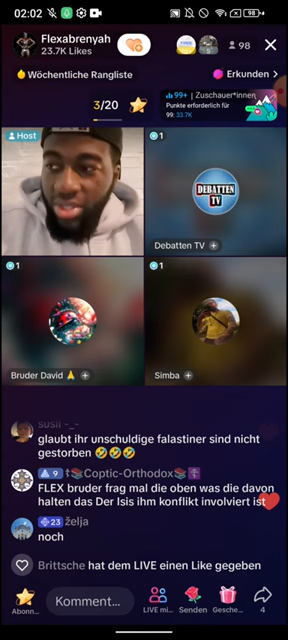 02:02
98
Flexabrenyah
23.7K Likes
98
Wöchentliche Rangliste
Erkunden >
3/20
99+ | Zuschauer*innen
Punkte erforderlich für
99: 33.7K
Host
1
DEBATTEN
TV
Debatten TV
1
Bruder David 🙏
1
Simba
susii ~_~
glaubt ihr unschuldige falastiner sind nicht
gestorben 🤣🤣🤣
9 ☦📚Coptic-Orthodox📚☦️
FLEX bruder frag mal die oben was die davon
halten das Der Isis ihm konflikt involviert ist
23 želja
noch
Brittsche hat dem LIVE einen Like gegeben
Abonn...
Komment...
LIVE mi...
Senden
Gesche...
4